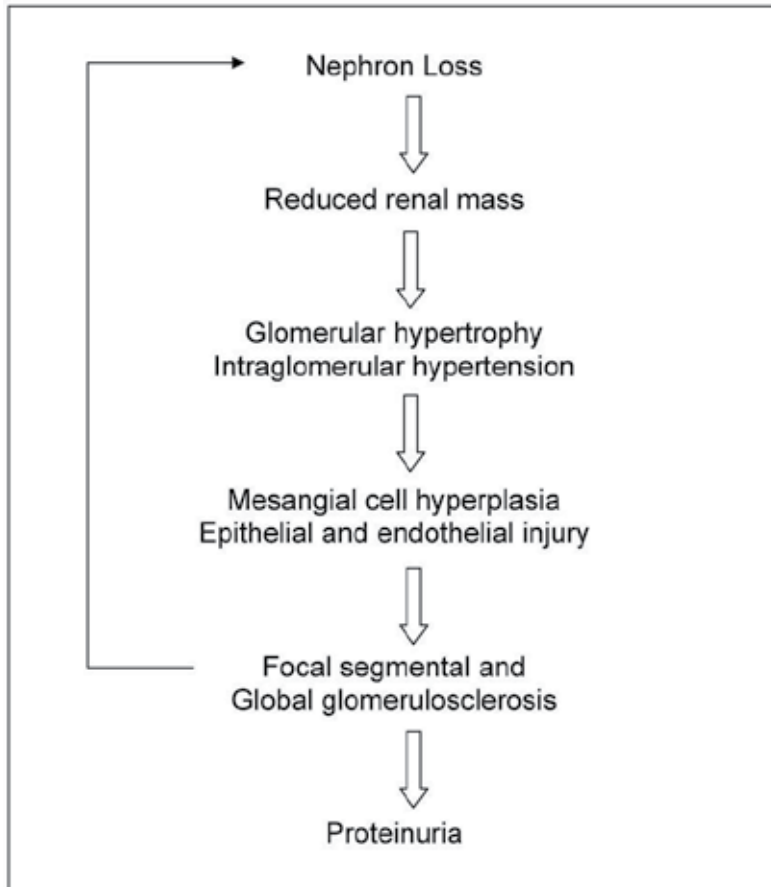 Nephron Loss
Reduced renal mass
Glomerular hypertrophy
Intraglomerular hypertension
Mesangial cell hyperplasia
Epithelial and endothelial injury
Focal segmental and
Global glomerulosclerosis
Proteinuria